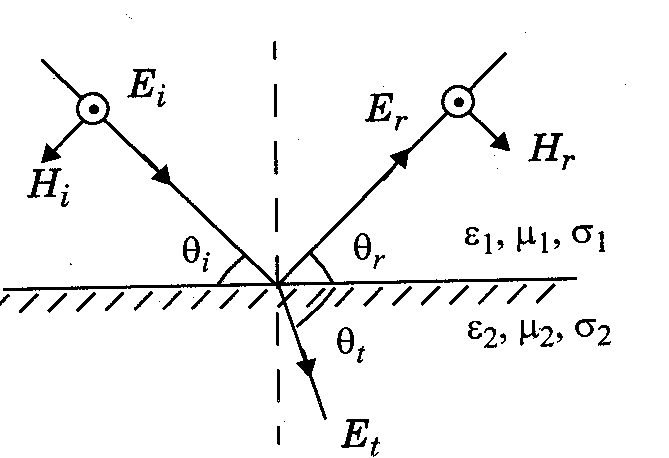 E_i
E_r
H_i
H_r
θ_i
θ_r
ε_1, μ_1, σ_1
ε_2, μ_2, σ_2
θ_t
E_t